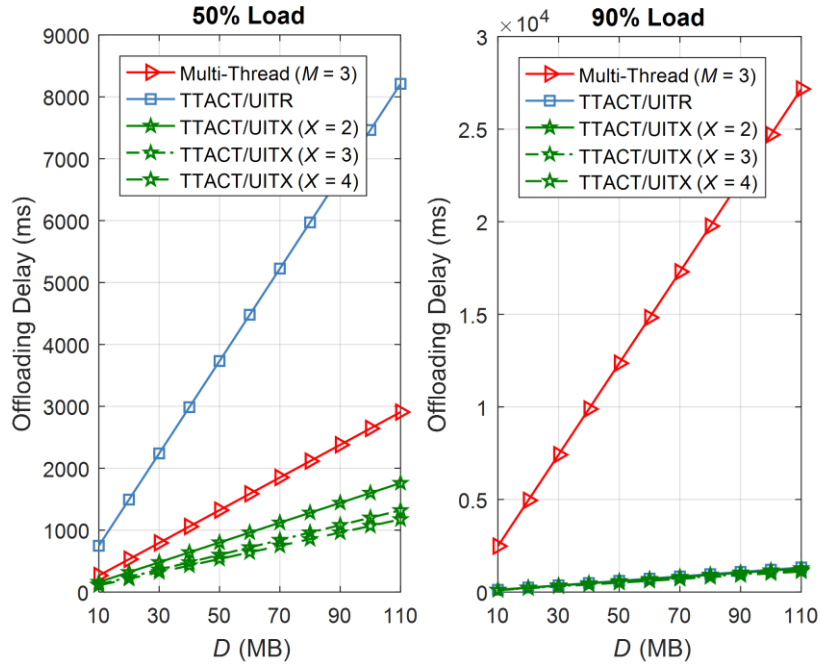 50% Load
9000
8000
7000
6000
5000
4000
3000
2000
1000
0
Offloading Delay (ms)
Multi-Thread (M = 3)
TTACT/UITR
TTACT/UITX (X = 2)
TTACT/UITX (X = 3)
TTACT/UITX (X = 4)
10 30 50 70 90 110
D (MB)
90% Load
× 10⁴
3
2.5
2
1.5
1
0.5
0
Offloading Delay (ms)
Multi-Thread (M = 3)
TTACT/UITR
TTACT/UITX (X = 2)
TTACT/UITX (X = 3)
TTACT/UITX (X = 4)
10 30 50 70 90 110
D (MB)